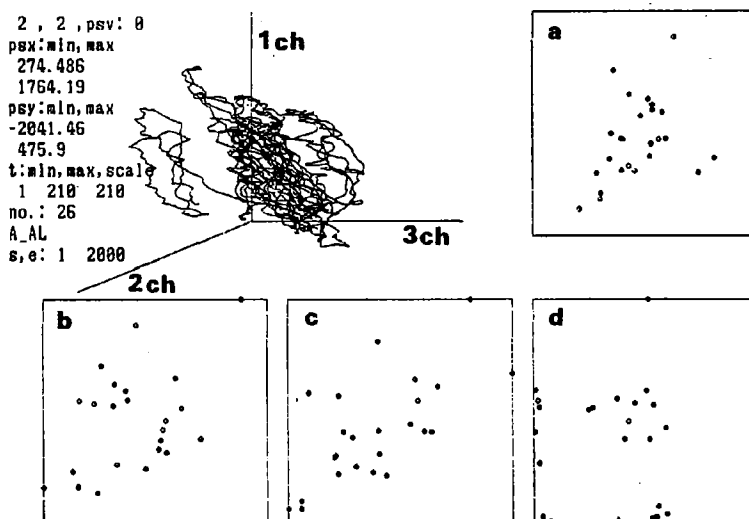 2 , 2 ,psv: 0
psx:min,max
274.486
1764.19
psy:min,max
-2041.46
475.9
t:min,max,scale
1 210 210
no.: 26
A_AL
s,e: 1 2000
1ch
3ch
2ch
a
b
c
d